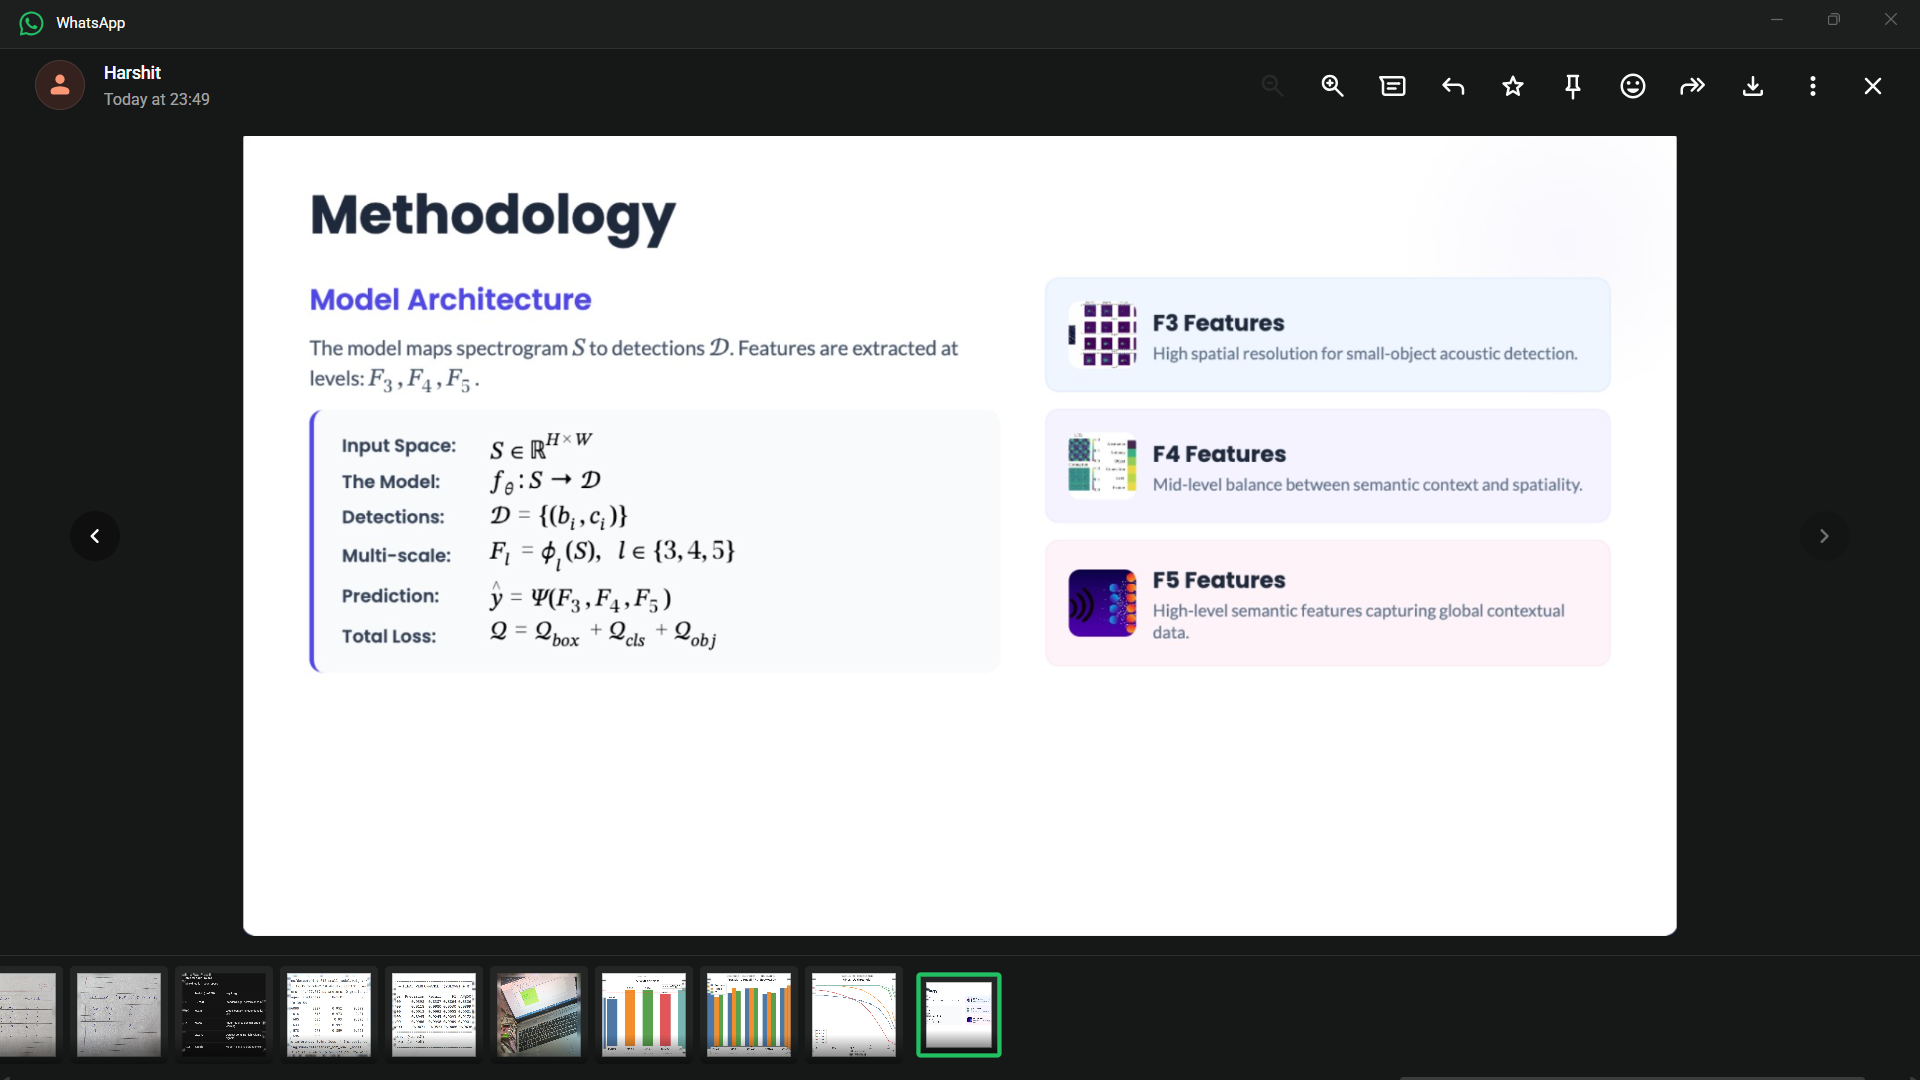 WhatsApp
Harshit
Today at 23:49
Methodology
Model Architecture
The model maps spectrogram S to detections 𝒟. Features are extracted at
levels: F₃, F₄, F₅.
Input Space: S ∈ ℝ^{H×W}
The Model: f_θ : S → 𝒟
Detections: 𝒟 = {(b_i, c_i)}
Multi-scale: F_l = ϕ_l(S), l ∈ {3, 4, 5}
Prediction: ŷ = Ψ(F₃, F₄, F₅)
Total Loss: Q = Q_box + Q_cls + Q_obj
F3 Features
High spatial resolution for small-object acoustic detection.
F4 Features
Mid-level balance between semantic context and spatiality.
F5 Features
High-level semantic features capturing global contextual
data.